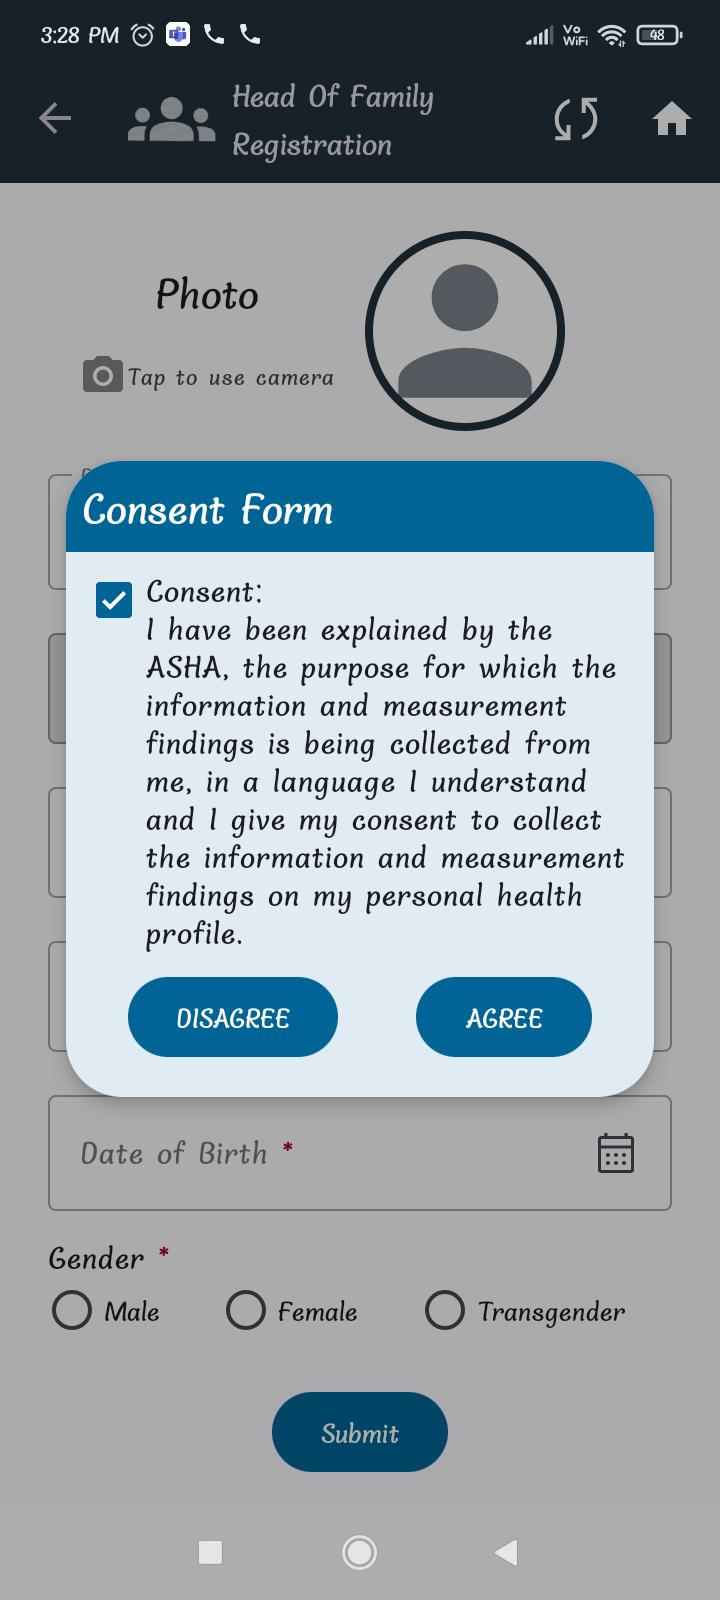 3:28 PM
Vo
WiFi
48
Head Of Family
Registration
Photo
Tap to use camera
Consent Form
Consent:
I have been explained by the
ASHA, the purpose for which the
information and measurement
findings is being collected from
me, in a language I understand
and I give my consent to collect
the information and measurement
findings on my personal health
profile.
DISAGREE AGREE
Date of Birth *
Gender *
Male Female Transgender
Submit